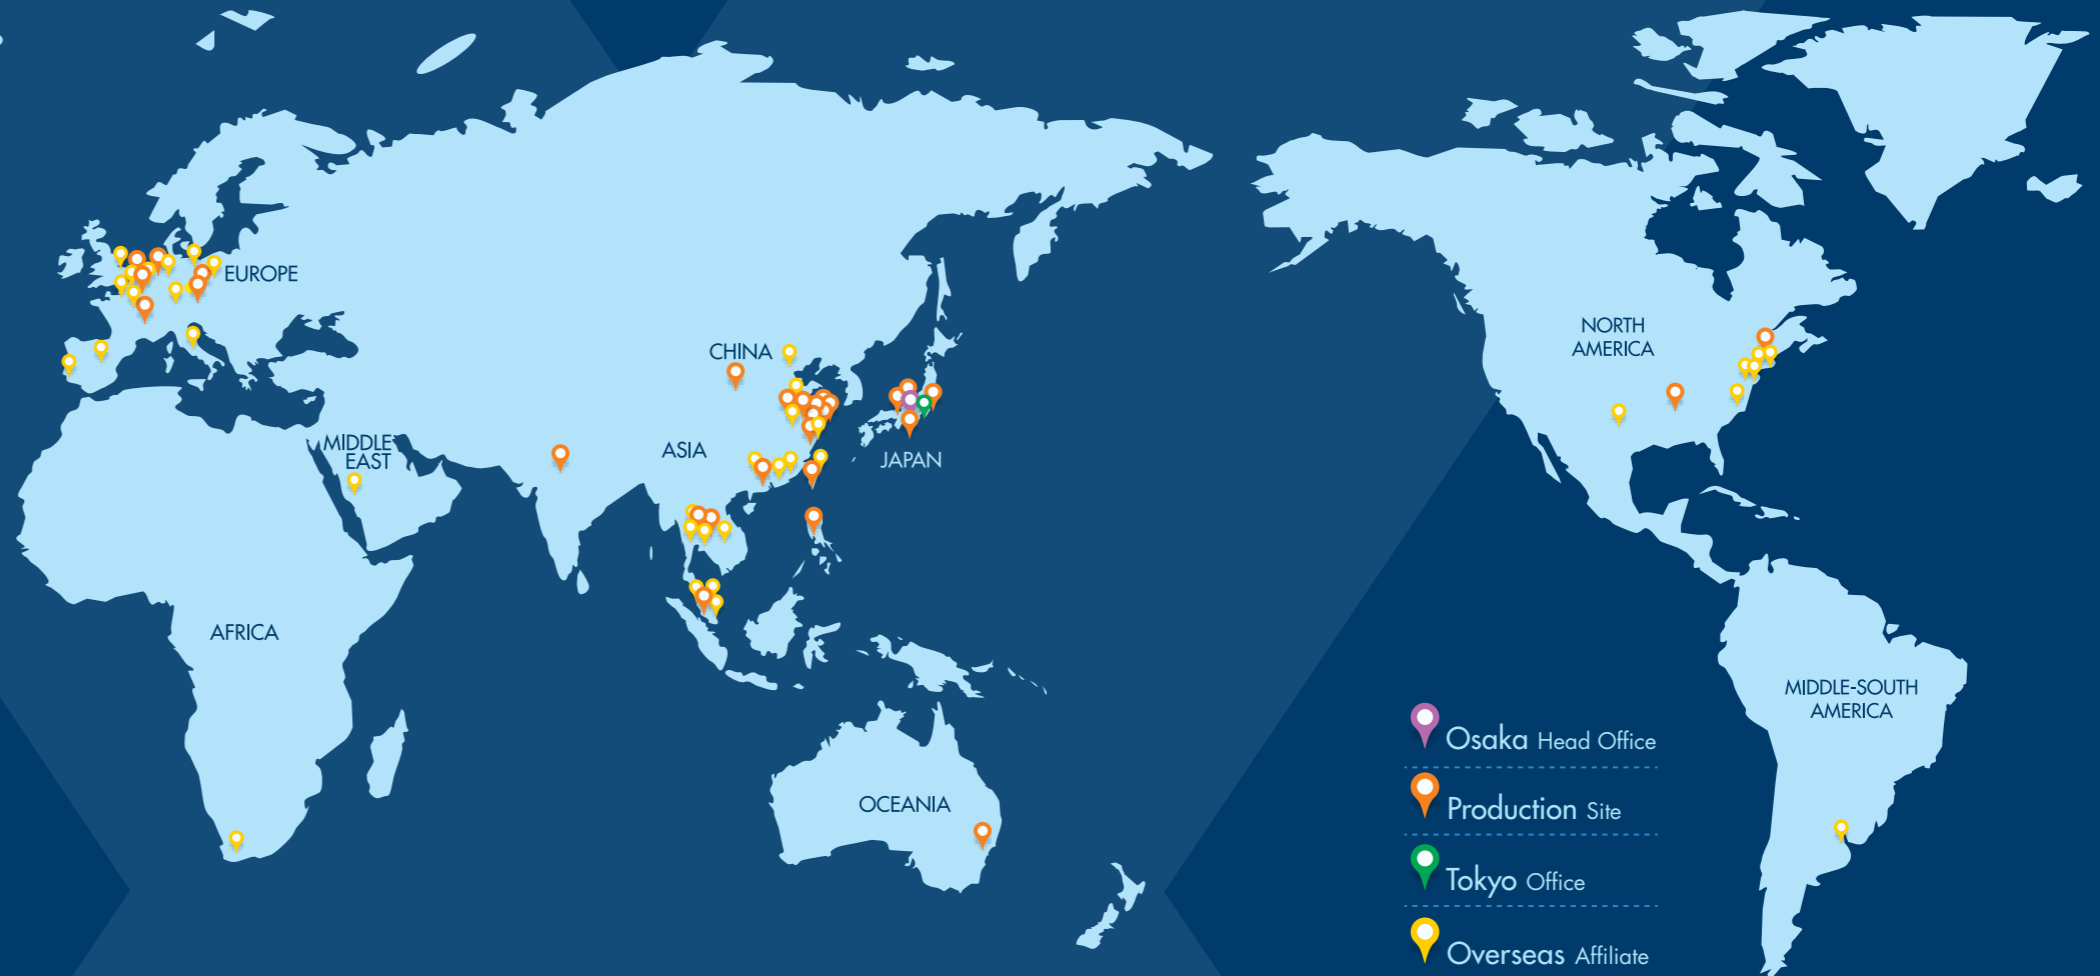 EUROPE
CHINA
NORTH
AMERICA
MIDDLE
EAST
ASIA
JAPAN
AFRICA
MIDDLE-SOUTH
AMERICA
OCEANIA
Osaka Head Office
Production Site
Tokyo Office
Overseas Affiliate